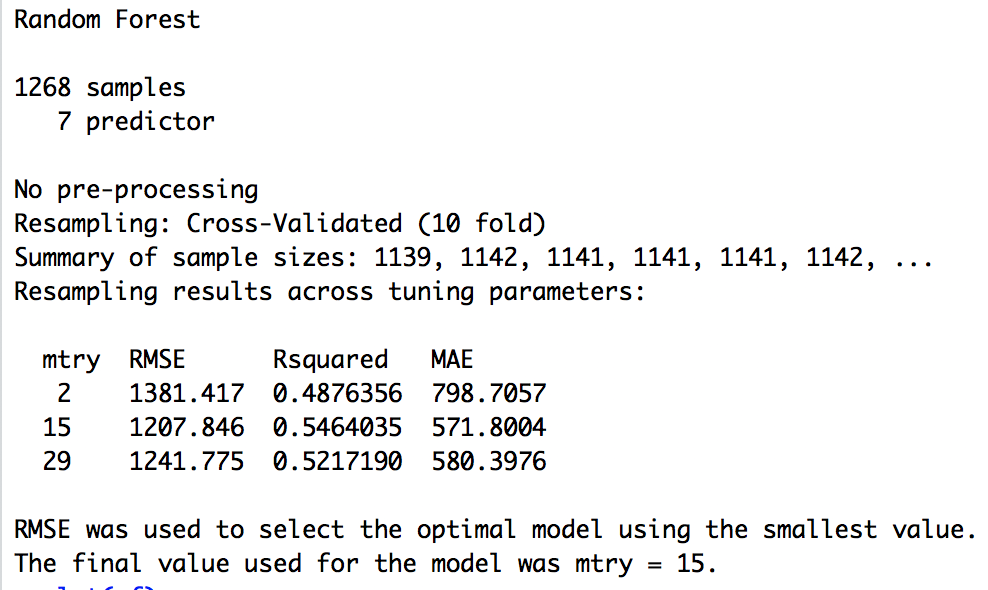 Random Forest
1268 samples
7 predictor
No pre-processing
Resampling: Cross-Validated (10 fold)
Summary of sample sizes: 1139, 1142, 1141, 1141, 1141, 1142, ...
Resampling results across tuning parameters:
mtry RMSE Rsquared MAE
2 1381.417 0.4876356 798.7057
15 1207.846 0.5464035 571.8004
29 1241.775 0.5217190 580.3976
RMSE was used to select the optimal model using the smallest value.
The final value used for the model was mtry = 15.